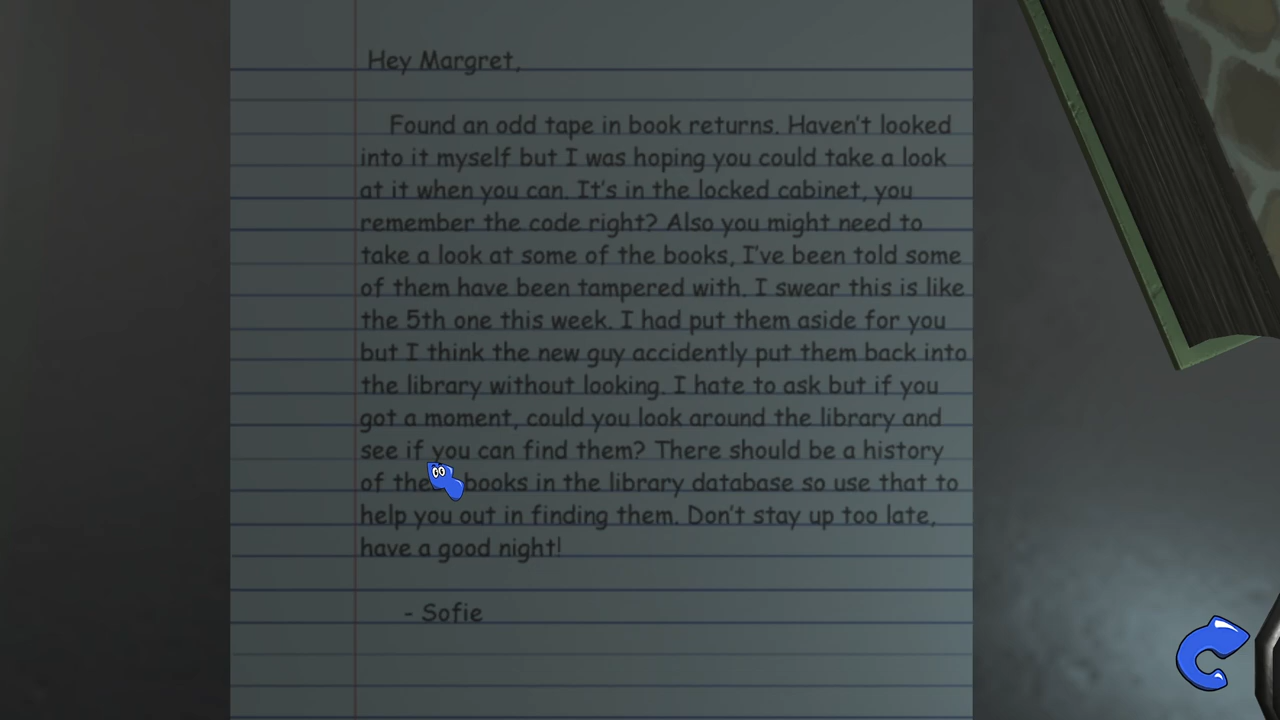 Hey Margret,
Found an odd tape in book returns. Haven't looked
into it myself but I was hoping you could take a look
at it when you can. It's in the locked cabinet, you
remember the code right? Also you might need to
take a look at some of the books, I've been told some
of them have been tampered with. I swear this is like
the 5th one this week. I had put them aside for you
but I think the new guy accidently put them back into
the library without looking. I hate to ask but if you
got a moment, could you look around the library and
see if you can find them? There should be a history
of books in the library database so use that to
help you out in finding them. Don't stay up too late,
have a good night!
- Sofie